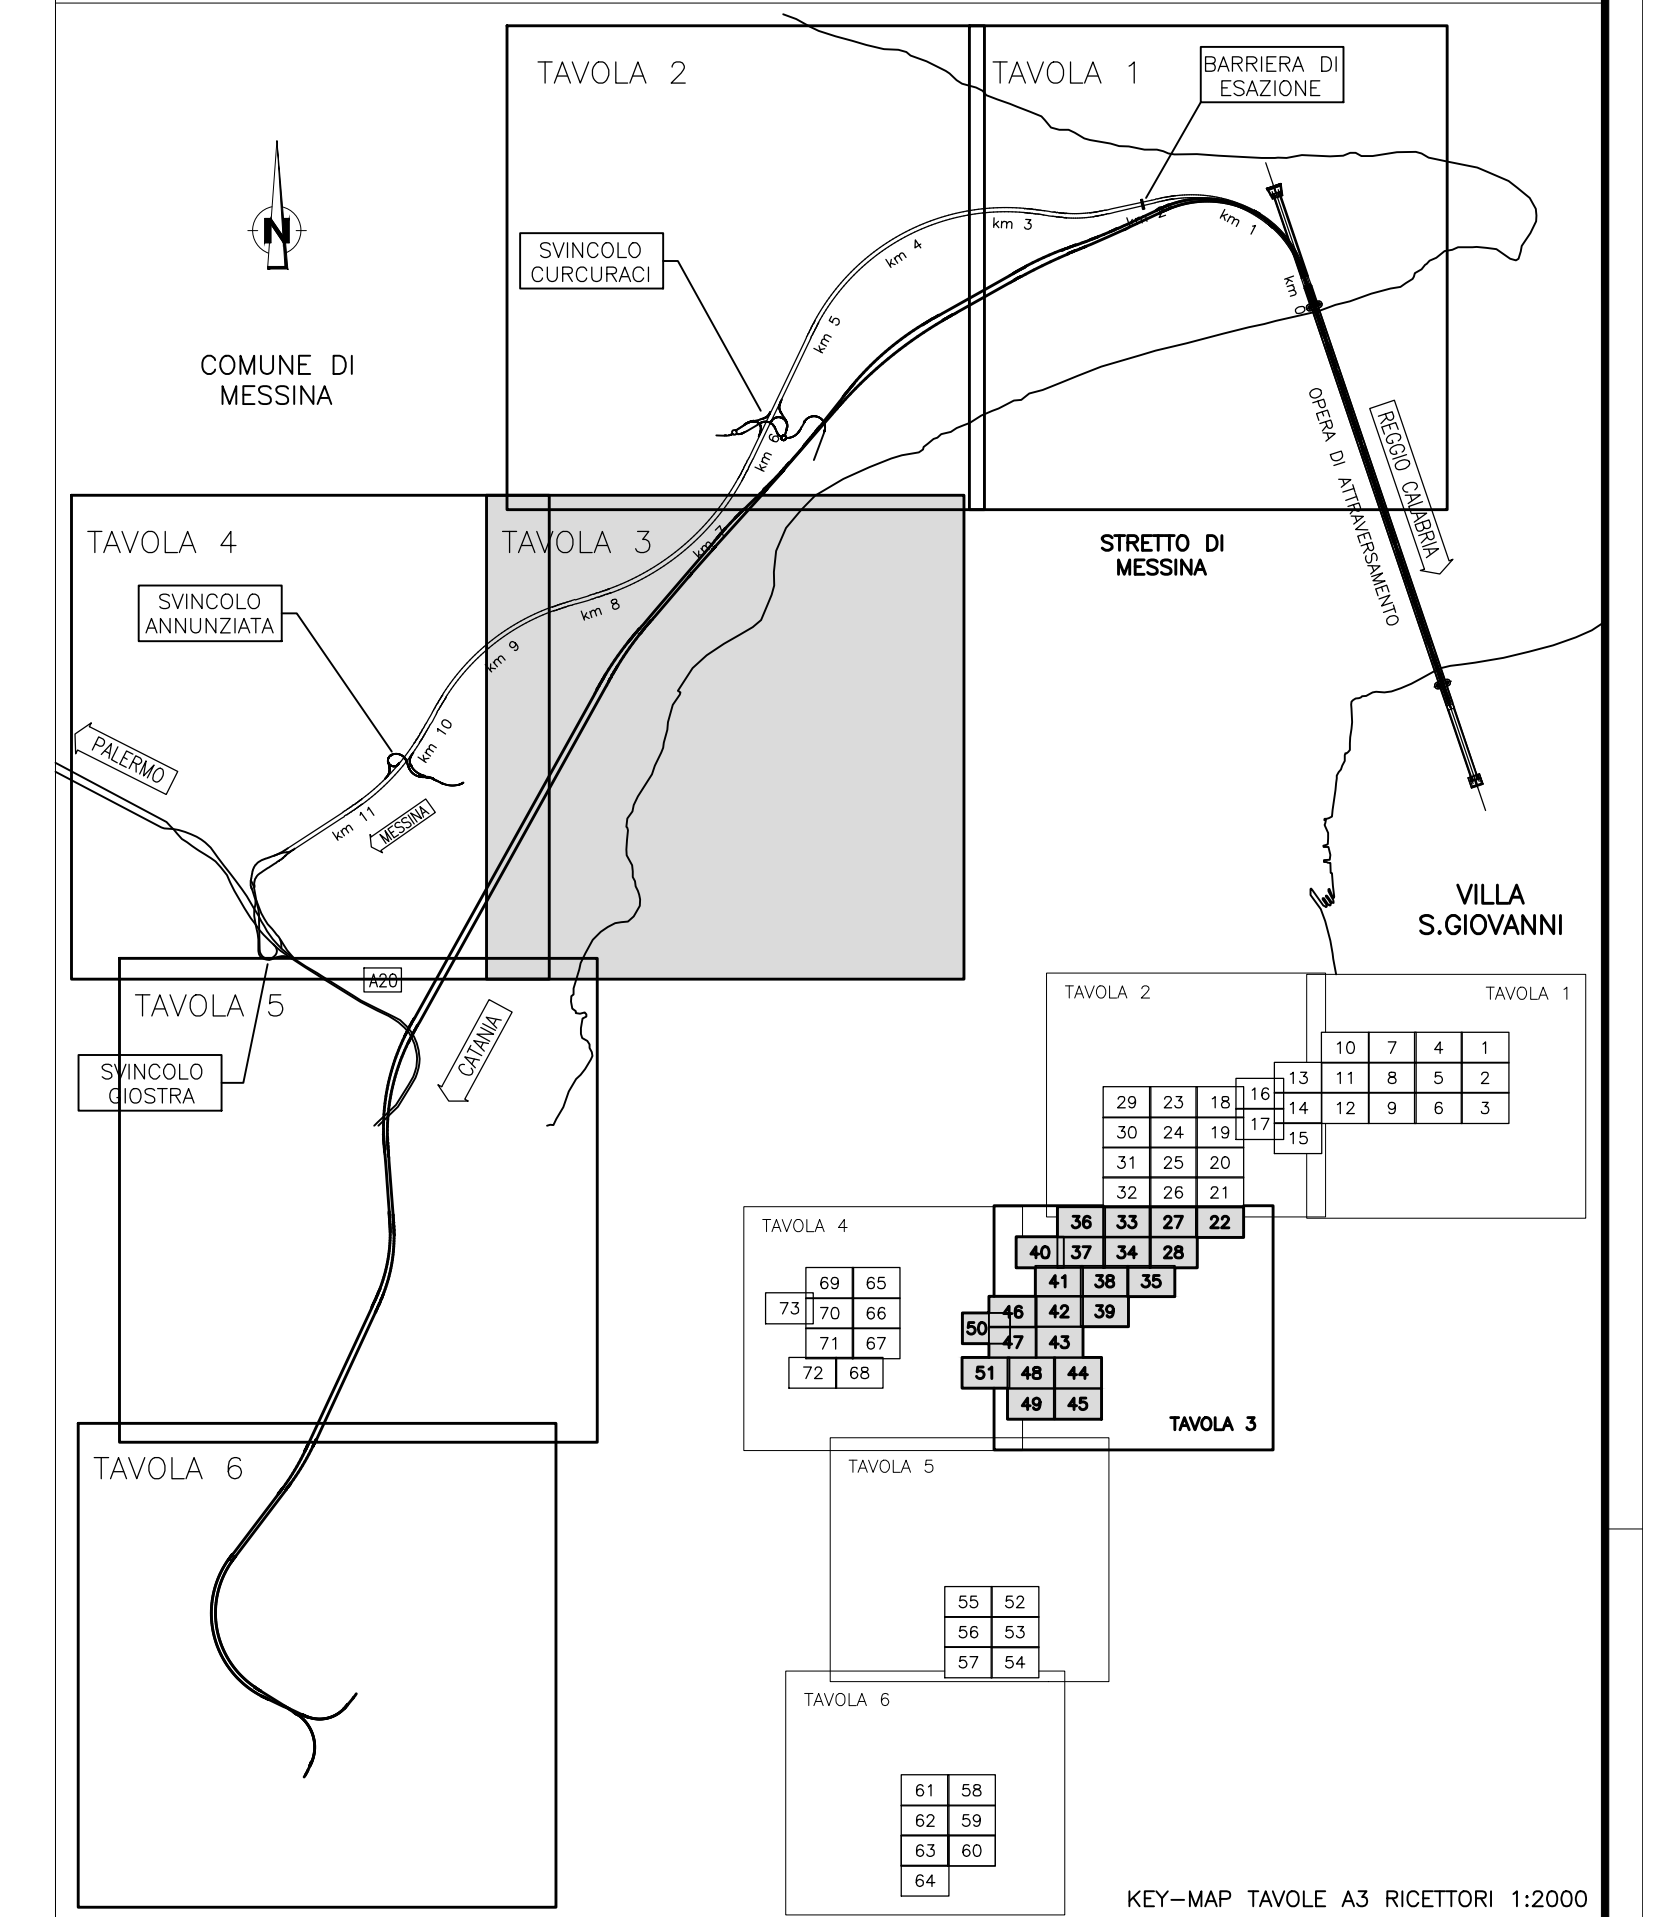 TAVOLA 2
TAVOLA 1
BARRIERA DI
ESAZIONE
N
SVINCOLO
CURCURACI
COMUNE DI
MESSINA
km 0
km 1
km 2
km 3
km 4
km 5
km 6
km 7
km 8
km 9
km 10
km 11
OPERA DI ATTRAVERSAMENTO
REGGIO CALABRIA
STRETTO DI
MESSINA
TAVOLA 4
TAVOLA 3
SVINCOLO
ANNUNZIATA
PALERMO
MESSINA
VILLA
S.GIOVANNI
A20
TAVOLA 5
CATANIA
SVINCOLO
GIOSTRA
TAVOLA 6
TAVOLA 2
TAVOLA 1
10 7 4 1
13 11 8 5 2
14 12 9 6 3
15
16
17
29 23 18
30 24 19
31 25 20
32 26 21
TAVOLA 4
36 33 27 22
40 37 34 28
41 38 35
46 42 39
50
47 43
51 48 44
49 45
TAVOLA 3
69 65
73 70 66
71 67
72 68
TAVOLA 5
55 52
56 53
57 54
TAVOLA 6
61 58
62 59
63 60
64
KEY-MAP TAVOLE A3 RICETTORI 1:2000